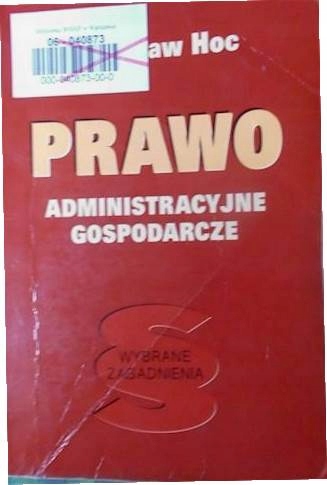 06- 040873
000-040873-00-0
aw Hoc
PRAWO
ADMINISTRACYJNE
GOSPODARCZE
WYBRANE
ZAGADNIENIA